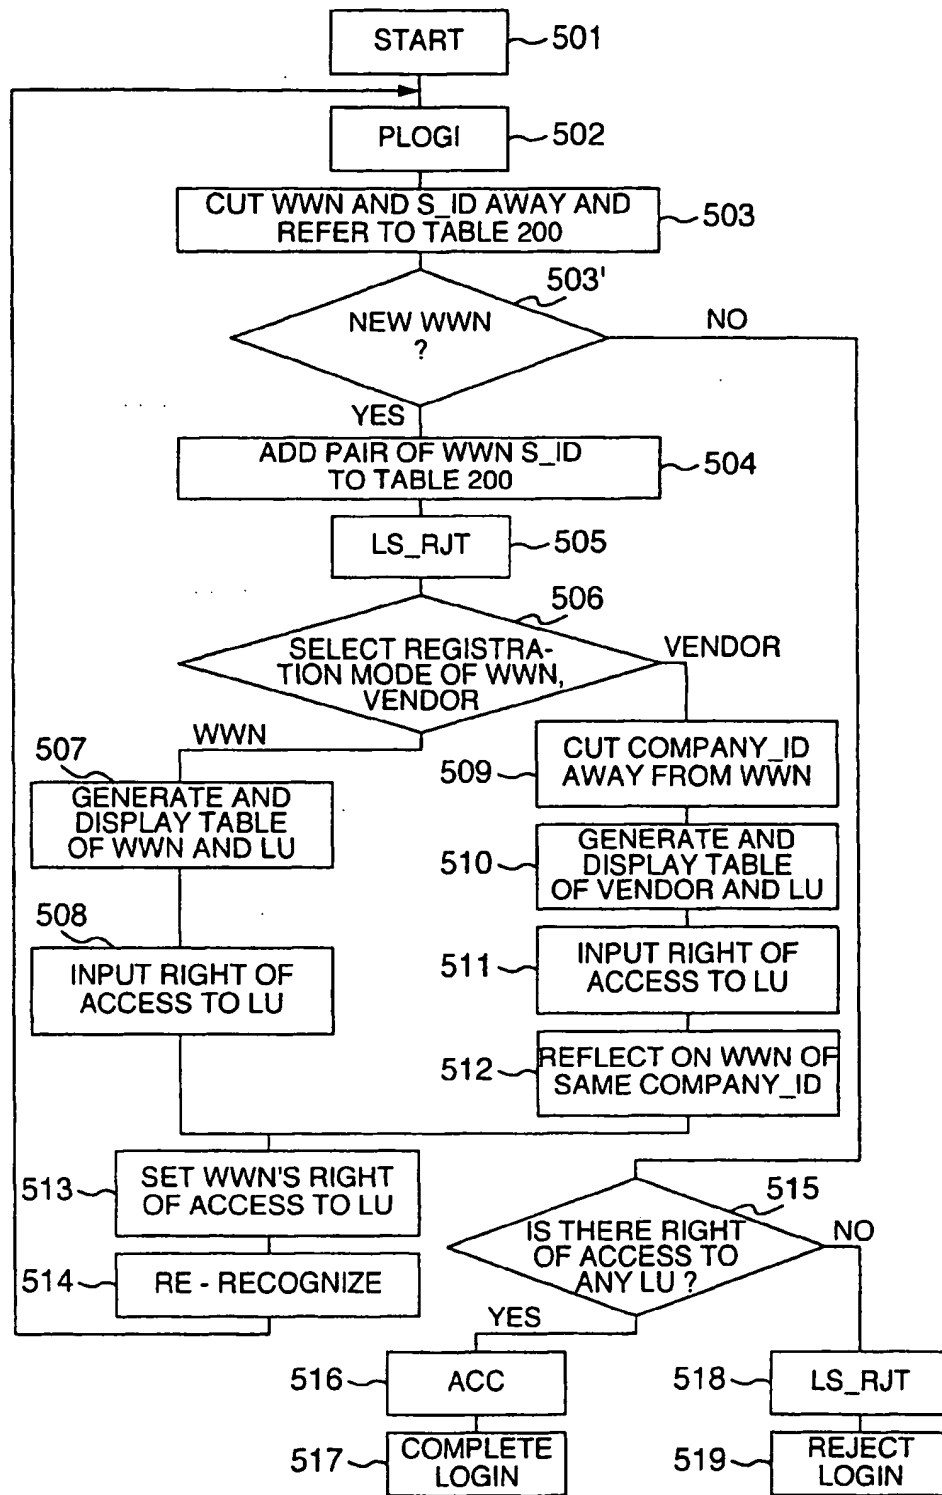 START
501
PLOGI
502
CUT WWN AND S_ID AWAY AND
REFER TO TABLE 200
503
503'
NEW WWN
?
NO
YES
ADD PAIR OF WWN S_ID
TO TABLE 200
504
LS_RJT
505
506
SELECT REGISTRA-
TION MODE OF WWN,
VENDOR
VENDOR
WWN
507
GENERATE AND
DISPLAY TABLE
OF WWN AND LU
508
INPUT RIGHT OF
ACCESS TO LU
509
CUT COMPANY_ID
AWAY FROM WWN
510
GENERATE AND
DISPLAY TABLE
OF VENDOR AND LU
511
INPUT RIGHT OF
ACCESS TO LU
512
REFLECT ON WWN OF
SAME COMPANY_ID
513
SET WWN'S RIGHT
OF ACCESS TO LU
514
RE - RECOGNIZE
515
IS THERE RIGHT
OF ACCESS TO
ANY LU ?
NO
YES
516
ACC
517
COMPLETE
LOGIN
518
LS_RJT
519
REJECT
LOGIN